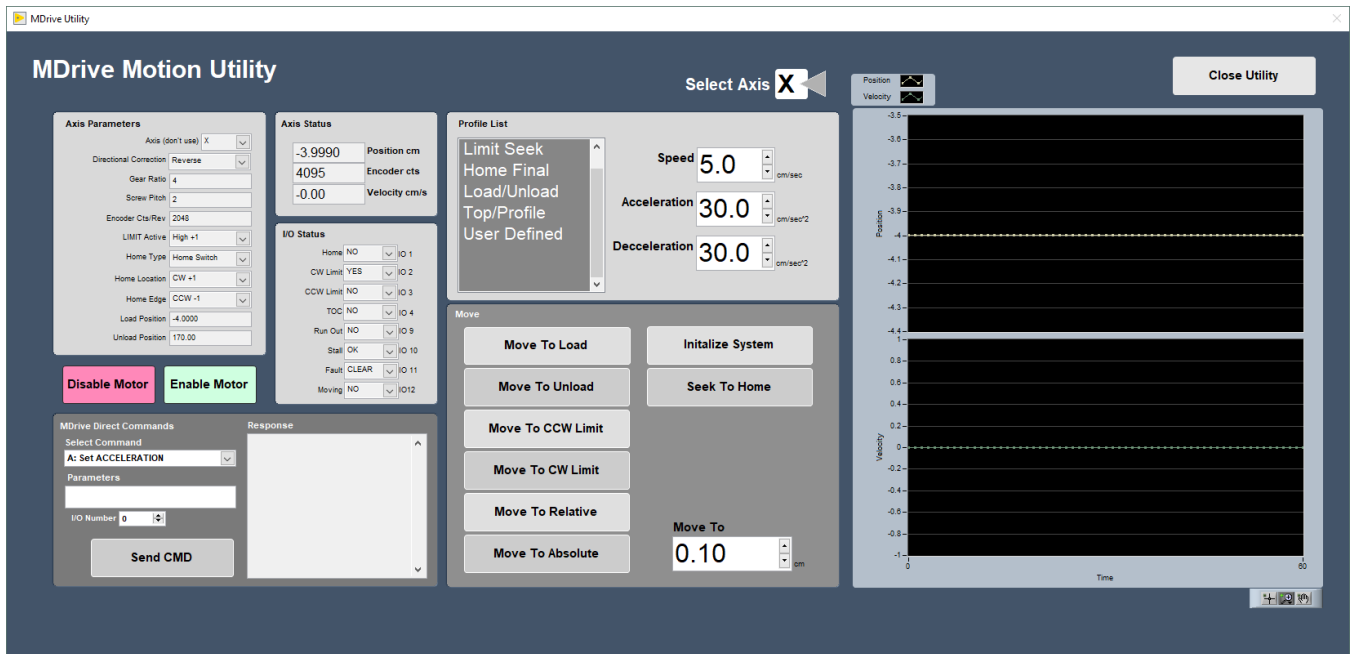 MDrive Utility
MDrive Motion Utility
Select Axis X
Position
Velocity
Close Utility
Axis Parameters
Axis (don't use) X
Directional Correction Reverse
Gear Ratio 4
Screw Pitch 2
Encoder Cts/Rev 2048
LIMIT Active High +1
Home Type Home Switch
Home Location CW +1
Home Edge CCW -1
Load Position -4.0000
Unload Position 170.00
Disable Motor
Enable Motor
Axis Status
-3.9990 Position cm
4095 Encoder cts
-0.00 Velocity cm/s
I/O Status
Home NO IO 1
CW Limit YES IO 2
CCW Limit NO IO 3
TOC NO IO 4
Run Out NO IO 9
Stall OK IO 10
Fault CLEAR IO 11
Moving NO IO12
MDrive Direct Commands
Select Command
A: Set ACCELERATION
Parameters
I/O Number 0
Send CMD
Response
Profile List
Limit Seek
Home Final
Load/Unload
Top/Profile
User Defined
Speed 5.0 cm/sec
Acceleration 30.0 cm/sec^2
Decceleration 30.0 cm/sec^2
Move
Move To Load
Move To Unload
Move To CCW Limit
Move To CW Limit
Move To Relative
Move To Absolute
Initalize System
Seek To Home
Move To
0.10 cm
-3.5
-3.6
-3.7
-3.8
-3.9
-4
-4.1
-4.2
-4.3
-4.4
Position
1
0.8
0.6
0.4
0.2
0
-0.2
-0.4
-0.6
-0.8
-1
Velocity
0
60
Time